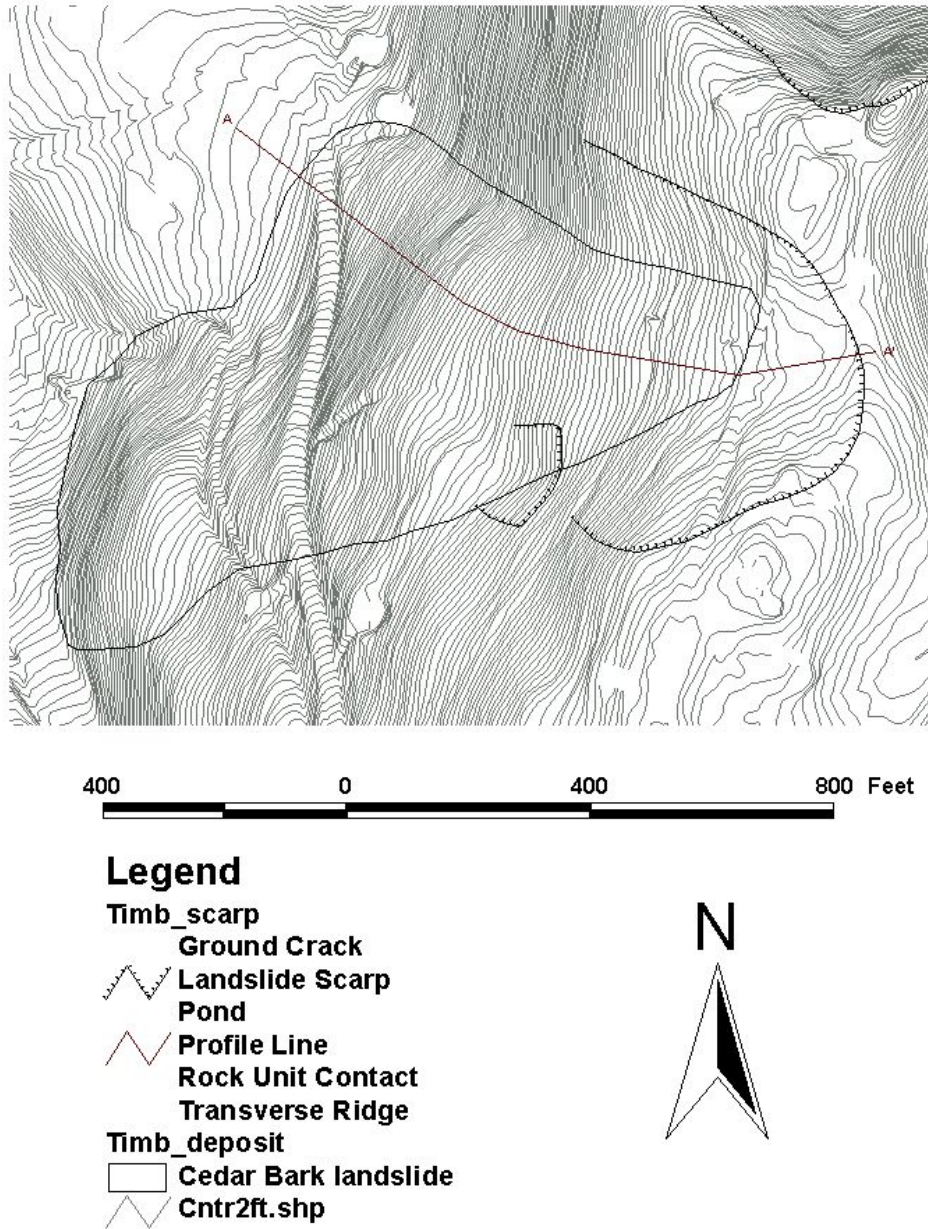 A
A'
400 0 400 800 Feet
Legend
Timb_scarp
Ground Crack
Landslide Scarp
Pond
Profile Line
Rock Unit Contact
Transverse Ridge
Timb_deposit
Cedar Bark landslide
Cntr2ft.shp
N